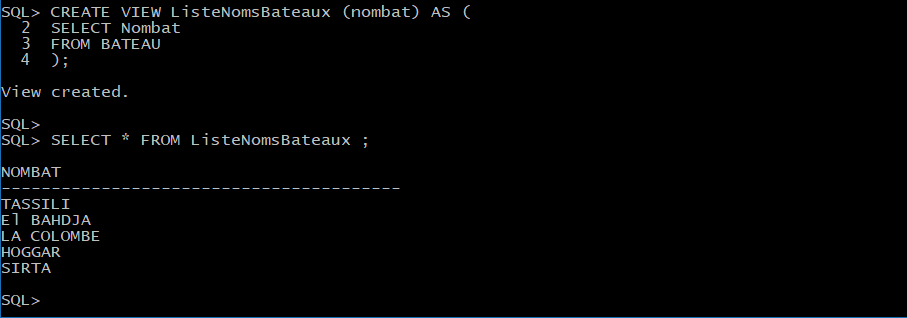 SQL> CREATE VIEW ListeNomsBateaux (nombat) AS (
  2  SELECT Nombat
  3  FROM BATEAU
  4  );
View created.
SQL>
SQL> SELECT * FROM ListeNomsBateaux ;
NOMBAT
----------------------------------------
TASSILI
El BAHDJA
LA COLOMBE
HOGGAR
SIRTA
SQL>